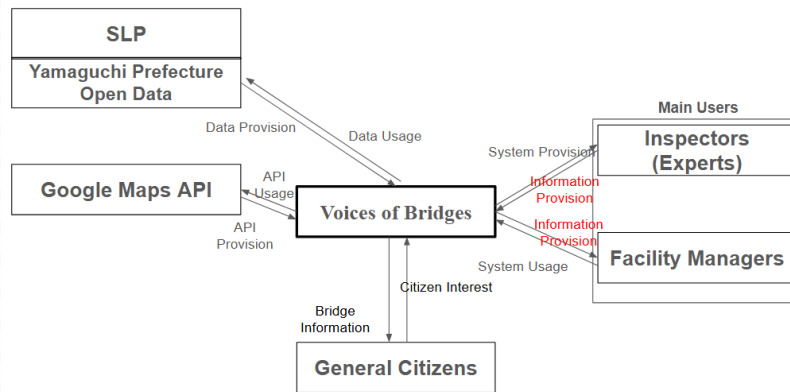 SLP
Yamaguchi Prefecture
Open Data
Data Provision
Data Usage
Google Maps API
API
Usage
API
Provision
Voices of Bridges
Main Users
Inspectors
(Experts)
System Provision
Information
Provision
Information
Provision
System Usage
Facility Managers
Citizen Interest
Bridge
Information
General Citizens